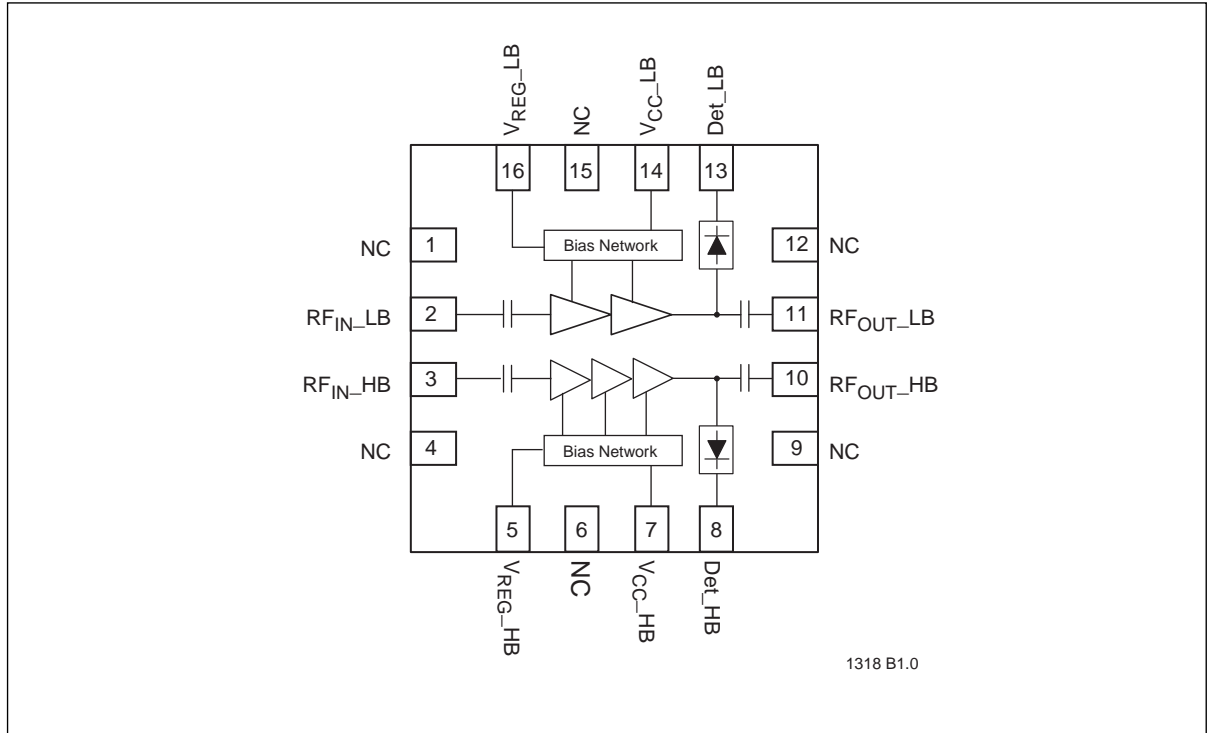 VREG_LB
NC
VCC_LB
Det_LB
16
15
14
13
NC
1
Bias Network
12
NC
RFIN_LB
2
11
RFOUT_LB
RFIN_HB
3
10
RFOUT_HB
NC
4
Bias Network
9
NC
5
6
7
8
VREG_HB
NC
VCC_HB
Det_HB
1318 B1.0